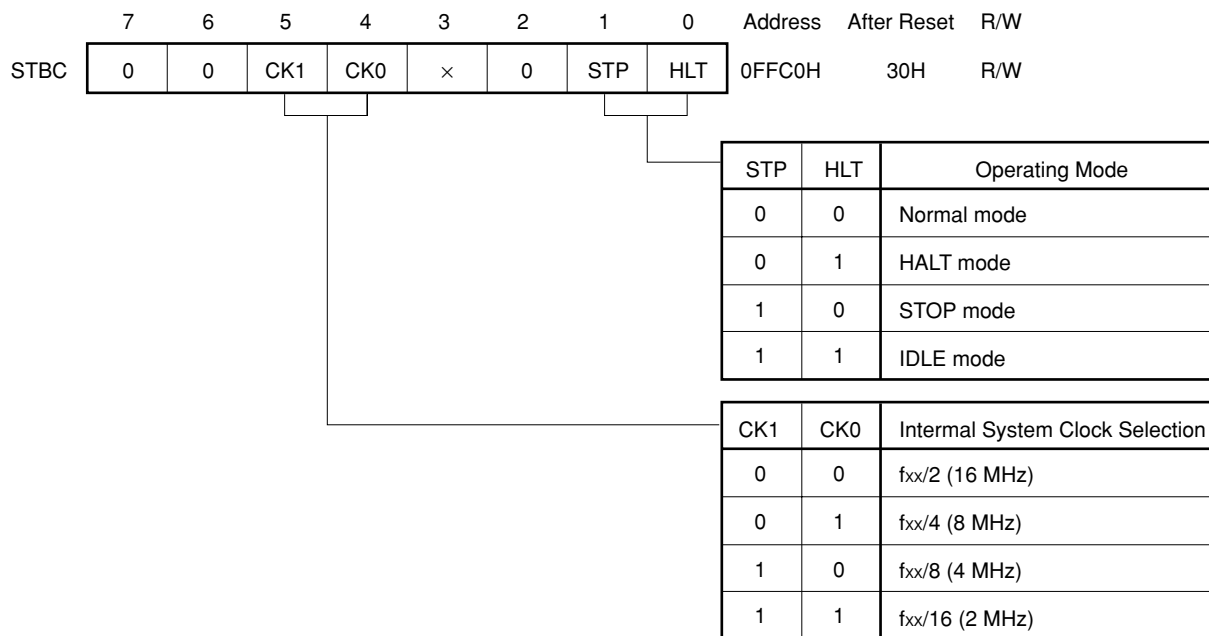 7 6 5 4 3 2 1 0 Address After Reset R/W
STBC 0 0 CK1 CK0 × 0 STP HLT 0FFC0H 30H R/W
STP HLT Operating Mode
0 0 Normal mode
0 1 HALT mode
1 0 STOP mode
1 1 IDLE mode
CK1 CK0 Intermal System Clock Selection
0 0 fxx/2 (16 MHz)
0 1 fxx/4 (8 MHz)
1 0 fxx/8 (4 MHz)
1 1 fxx/16 (2 MHz)